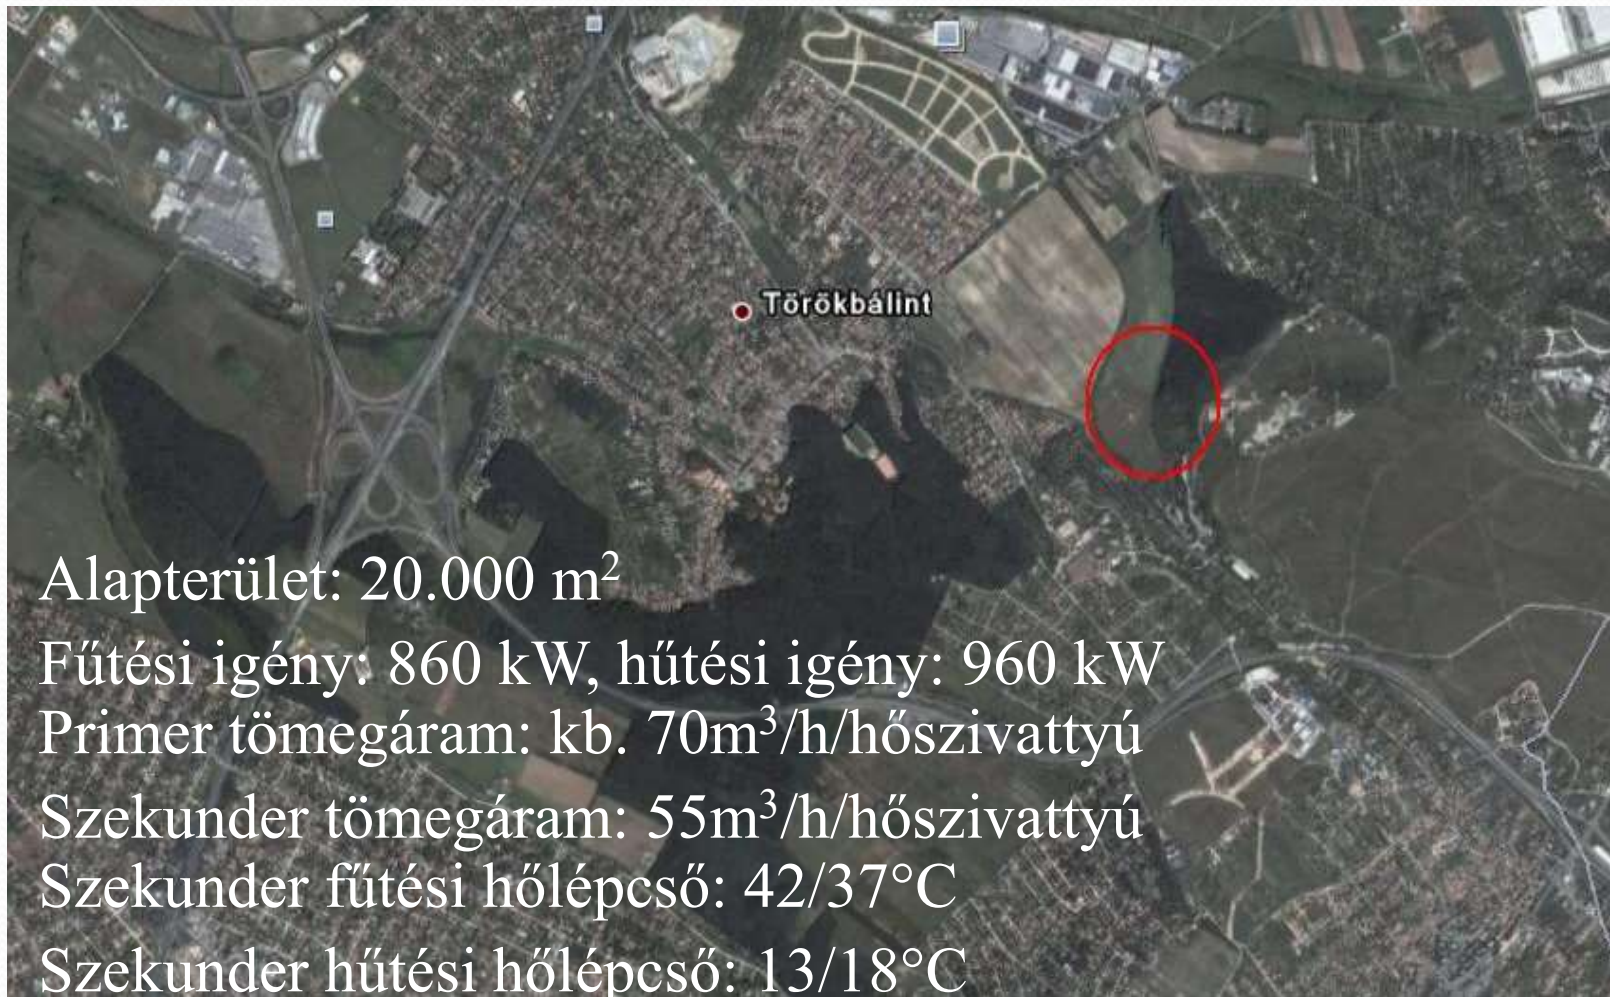 Törökbálint
Alapterület: 20.000 m²
Fűtési igény: 860 kW, hűtési igény: 960 kW
Primer tömegáram: kb. 70m³/h/hőszivattyú
Szekunder tömegáram: 55m³/h/hőszivattyú
Szekunder fűtési hőlépcső: 42/37°C
Szekunder hűtési hőlépcső: 13/18°C